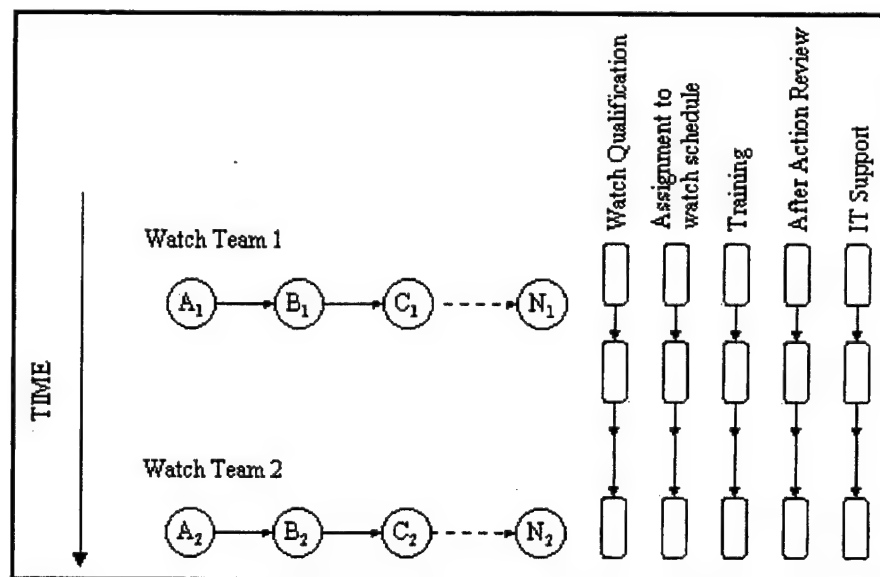 Watch Qualification
Assignment to
watch schedule
Training
After Action Review
IT Support
TIME
Watch Team 1
A₁ B₁ C₁ N₁
Watch Team 2
A₂ B₂ C₂ N₂